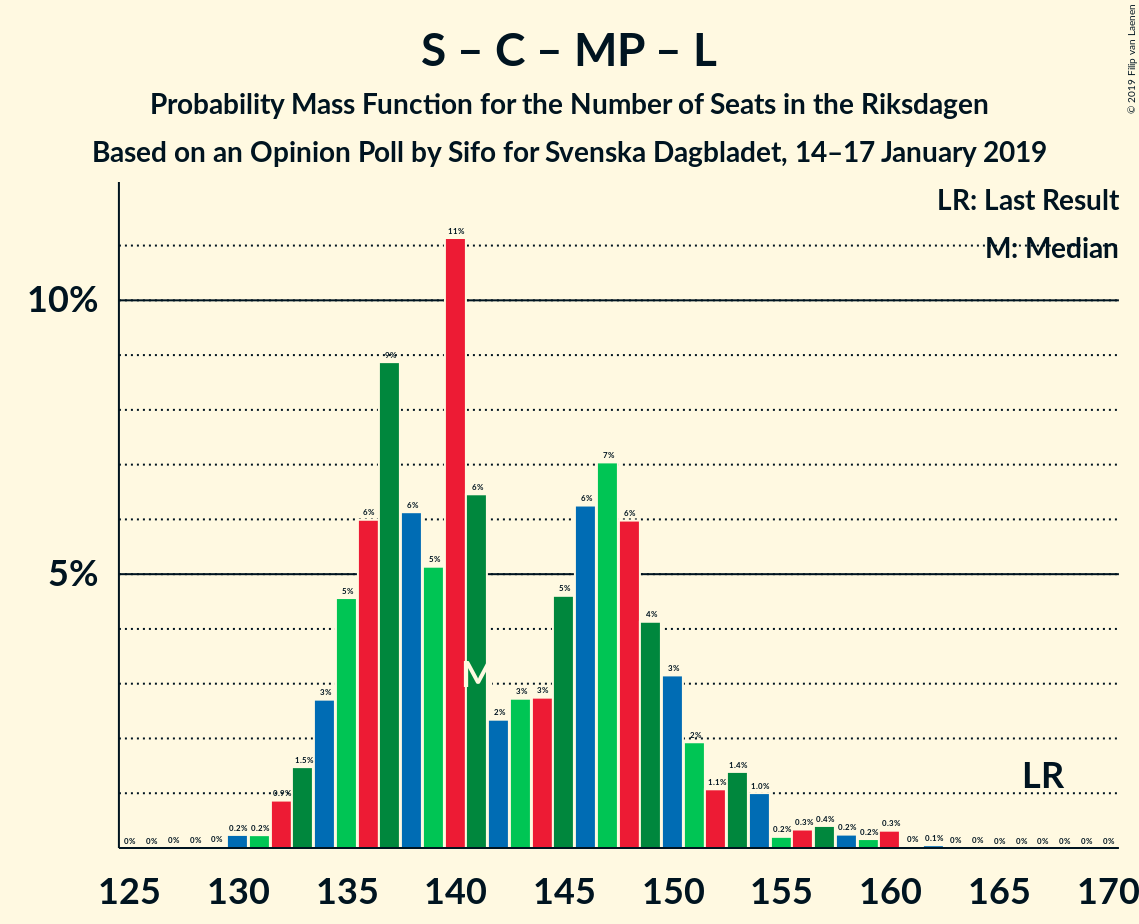 S – C – MP – L
Probability Mass Function for the Number of Seats in the Riksdagen
Based on an Opinion Poll by Sifo for Svenska Dagbladet, 14–17 January 2019
© 2019 Filip van Laenen
LR: Last Result
M: Median
10%
5%
0% 0% 0% 0% 0% 0.2% 0.2% 0.9% 1.5% 3% 5% 6% 9% 6% 5% 11% 6% 2% 3% 3% 5% 6% 7% 6% 4% 3% 2% 1.1% 1.4% 1.0% 0.2% 0.3% 0.4% 0.2% 0.2% 0.3% 0% 0.1% 0% 0% 0% 0% 0% 0% 0% 0%
M
LR
125 130 135 140 145 150 155 160 165 170